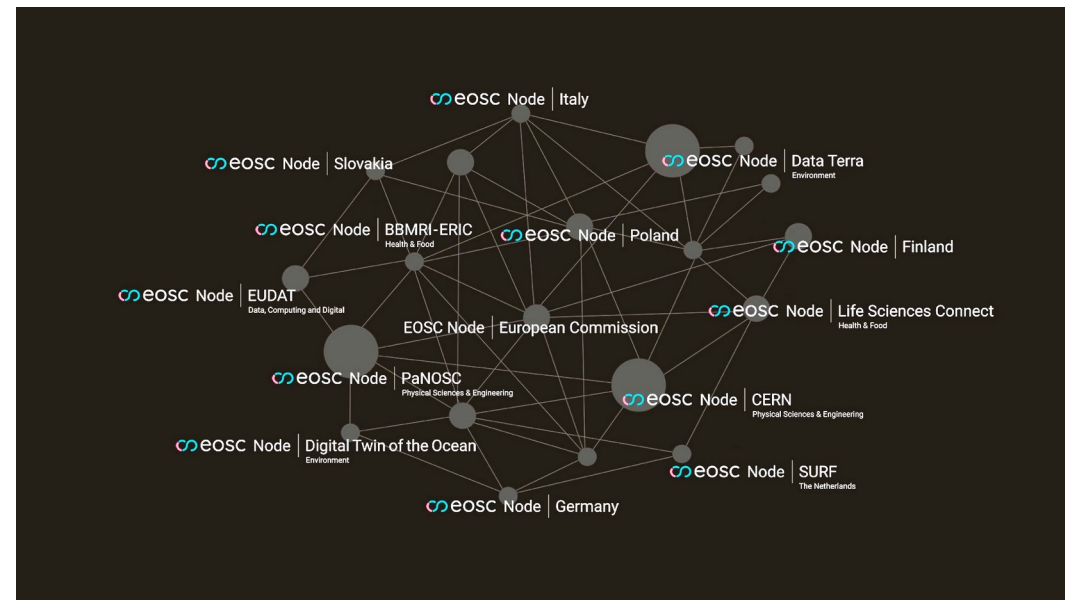 eosc Node | Italy
eosc Node | Slovakia
eosc Node | Data Terra
Environment
eosc Node | BBMRI-ERIC
Health & Food
eosc Node | Poland
eosc Node | Finland
eosc Node | EUDAT
Data, Computing and Digital
eosc Node | Life Sciences Connect
Health & Food
EOSC Node | European Commission
eosc Node | PaNOSC
Physical Sciences & Engineering
eosc Node | CERN
Physical Sciences & Engineering
eosc Node | Digital Twin of the Ocean
Environment
eosc Node | SURF
The Netherlands
eosc Node | Germany